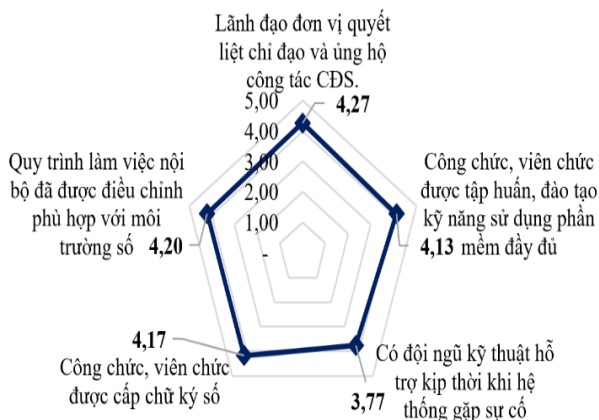 Lãnh đạo đơn vị quyết
liệt chỉ đạo và ủng hộ
công tác CĐS.
4,27
5,00
4,00
3,00
2,00
1,00
-
Công chức, viên chức
được tập huấn, đào tạo
kỹ năng sử dụng phần
mềm đầy đủ
4,13
Có đội ngũ kỹ thuật hỗ
trợ kịp thời khi hệ
thống gặp sự cố
3,77
4,17
Công chức, viên chức
được cấp chữ ký số
Quy trình làm việc nội
bộ đã được điều chỉnh
phù hợp với môi
trường số
4,20